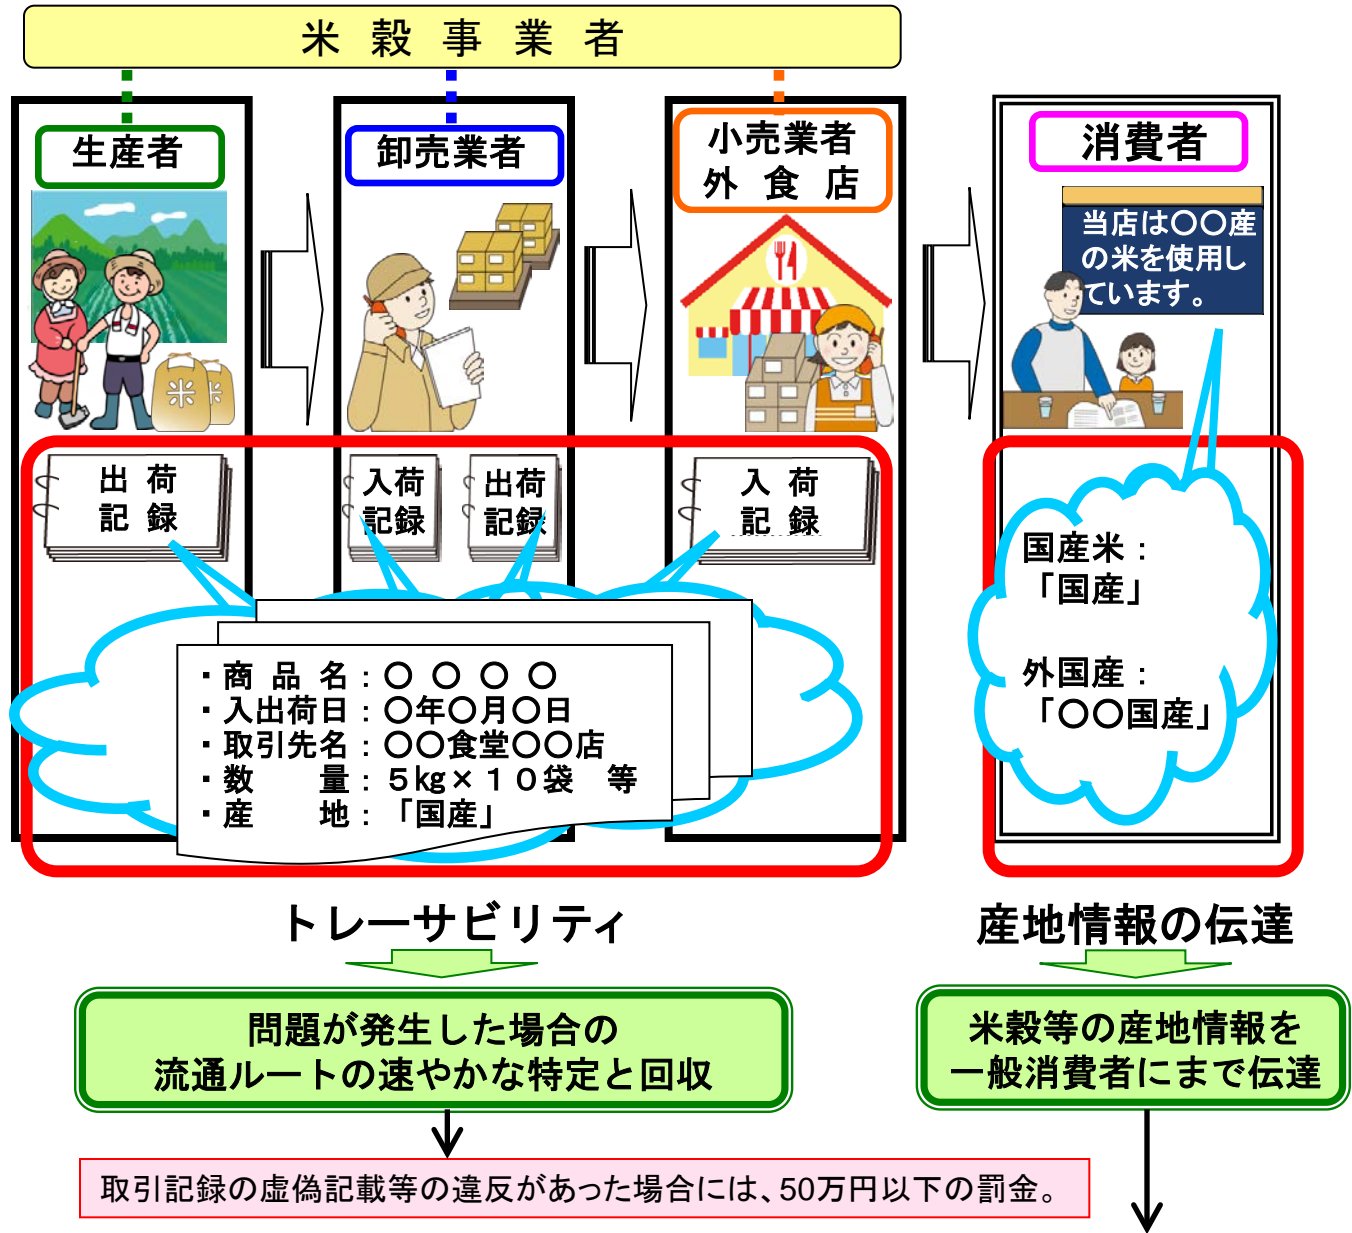 米穀事業者
生産者
卸売業者
小売業者
外食店
消費者
当店は〇〇産
の米を使用し
ています。
米
米
出荷
記録
入荷
記録
出荷
記録
入荷
記録
・商品名：〇〇〇〇
・入出荷日：〇年〇月〇日
・取引先名：〇〇食堂〇〇店
・数　量：５㎏×１０袋　等
・産　地：「国産」
国産米：
「国産」
外国産：
「〇〇国産」
トレーサビリティ
産地情報の伝達
問題が発生した場合の
流通ルートの速やかな特定と回収
米穀等の産地情報を
一般消費者にまで伝達
取引記録の虚偽記載等の違反があった場合には、50万円以下の罰金。